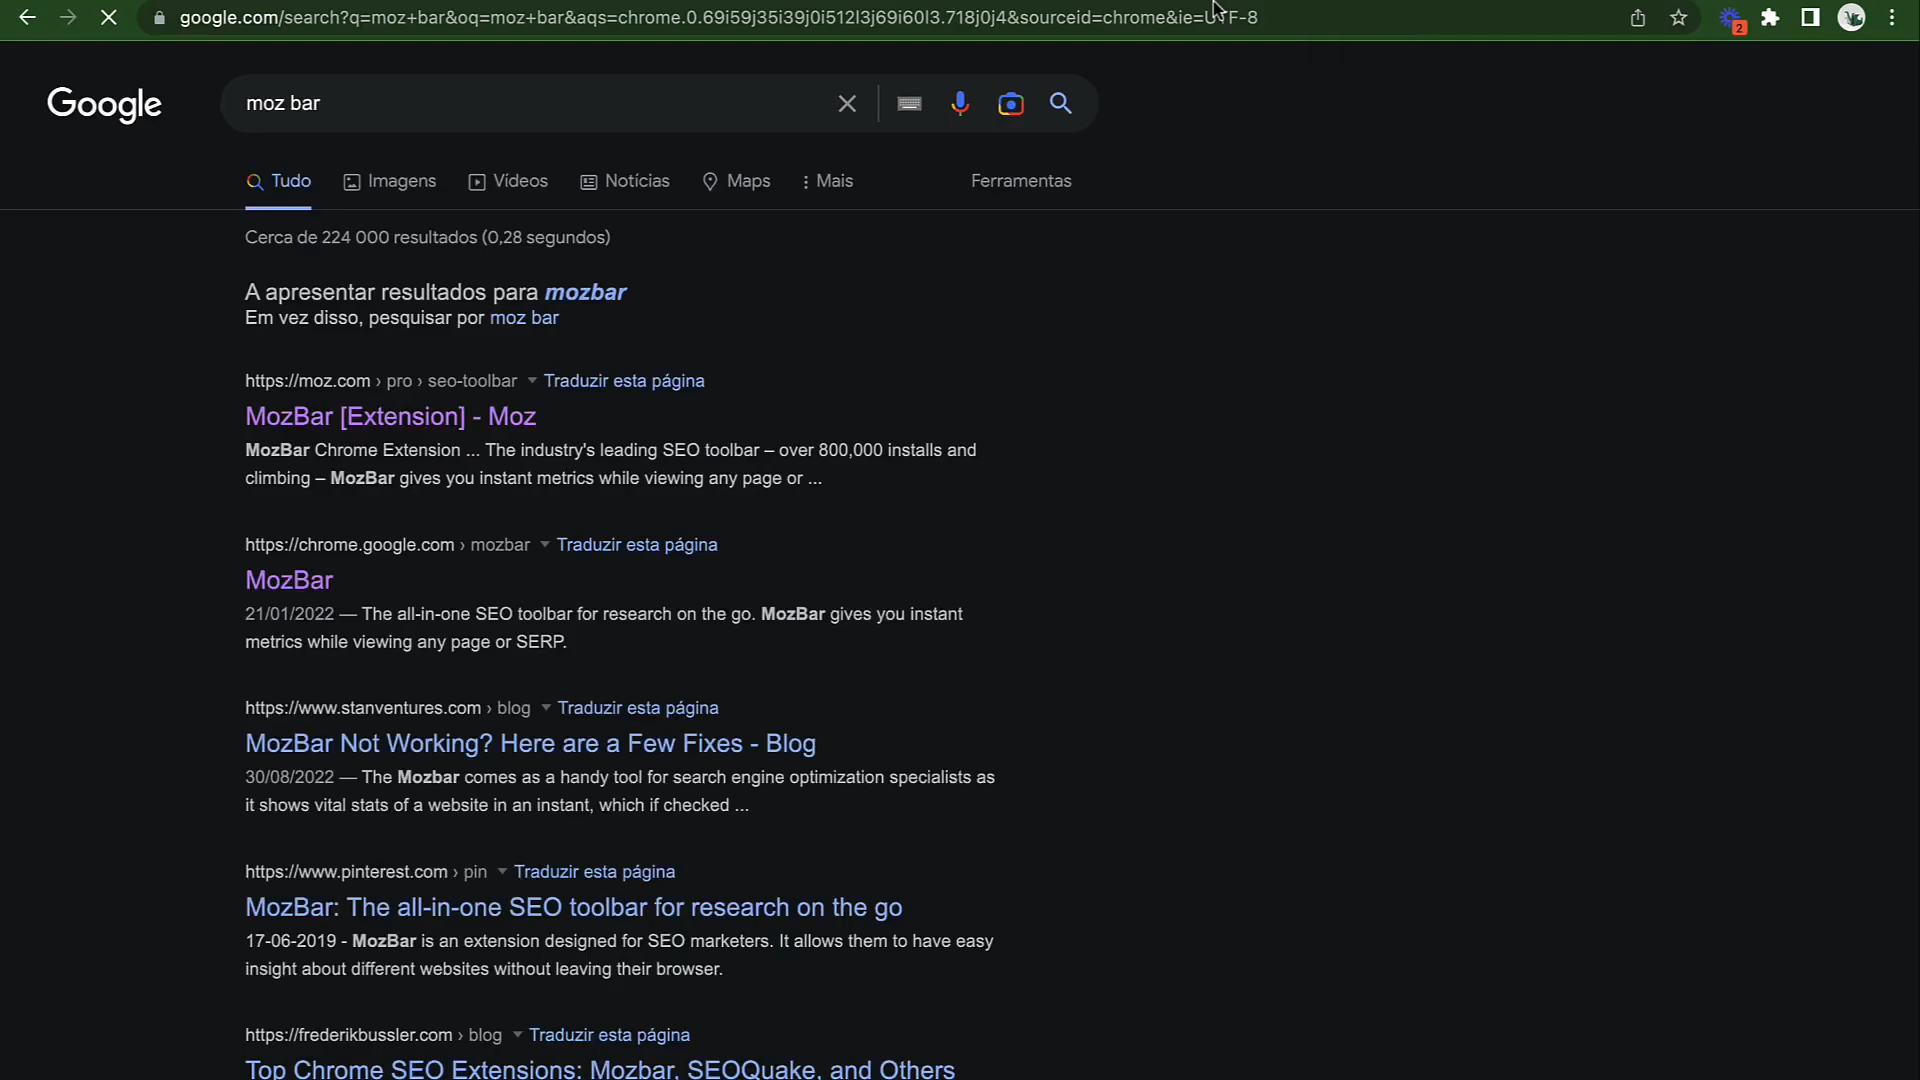 google.com/search?q=moz+bar&oq=moz+bar&aqs=chrome.0.69i59j35i39j0i512l3j69i60l3.718j0j4&sourceid=chrome&ie=UTF-8
2
Google
moz bar
Tudo
Imagens
Vídeos
Notícias
Maps
Mais
Ferramentas
Cerca de 224 000 resultados (0,28 segundos)
A apresentar resultados para mozbar
Em vez disso, pesquisar por moz bar
https://moz.com › pro › seo-toolbar Traduzir esta página
MozBar [Extension] - Moz
MozBar Chrome Extension ... The industry's leading SEO toolbar – over 800,000 installs and
climbing – MozBar gives you instant metrics while viewing any page or ...
https://chrome.google.com › mozbar Traduzir esta página
MozBar
21/01/2022 — The all-in-one SEO toolbar for research on the go. MozBar gives you instant
metrics while viewing any page or SERP.
https://www.stanventures.com › blog Traduzir esta página
MozBar Not Working? Here are a Few Fixes - Blog
30/08/2022 — The Mozbar comes as a handy tool for search engine optimization specialists as
it shows vital stats of a website in an instant, which if checked ...
https://www.pinterest.com › pin Traduzir esta página
MozBar: The all-in-one SEO toolbar for research on the go
17-06-2019 - MozBar is an extension designed for SEO marketers. It allows them to have easy
insight about different websites without leaving their browser.
https://frederikbussler.com › blog Traduzir esta página
Top Chrome SEO Extensions: Mozbar, SEOQuake, and Others